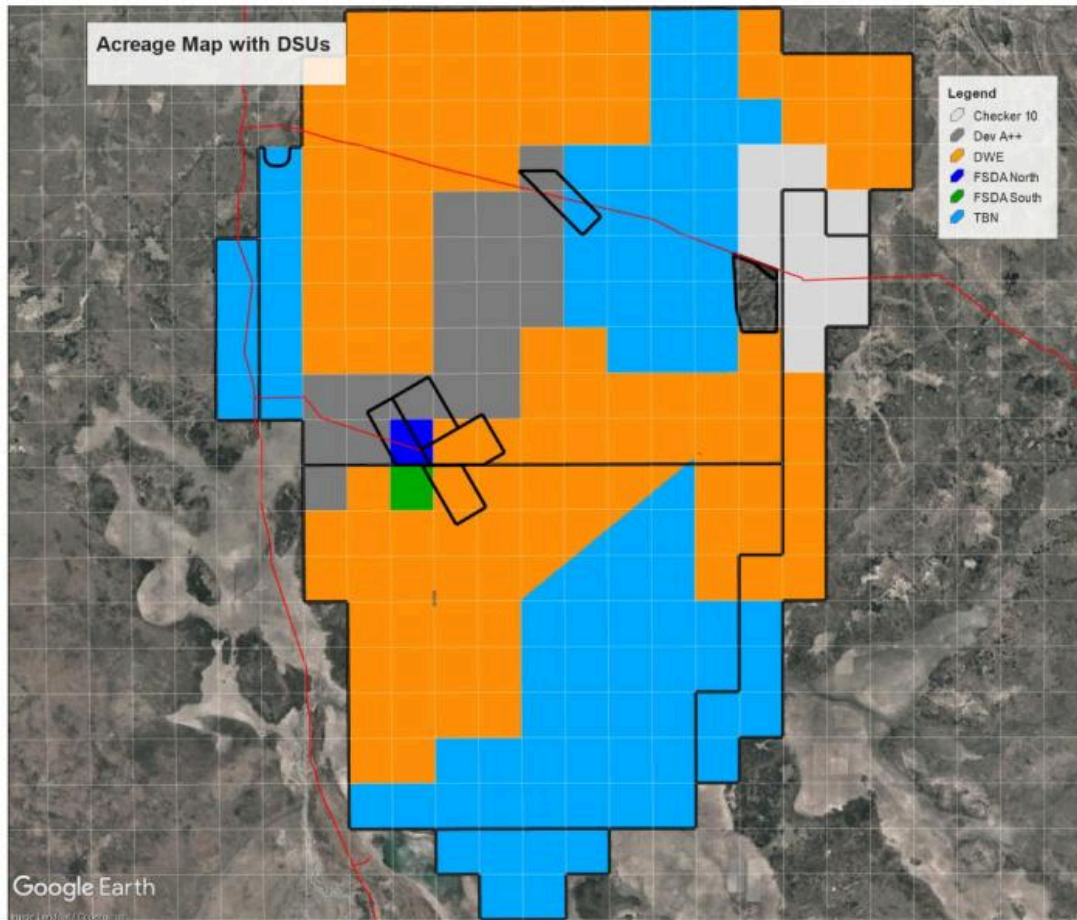 Acreage Map with DSUs
Legend
Checker 10
Dev A++
DWE
FSDA North
FSDA South
TBN
Google Earth